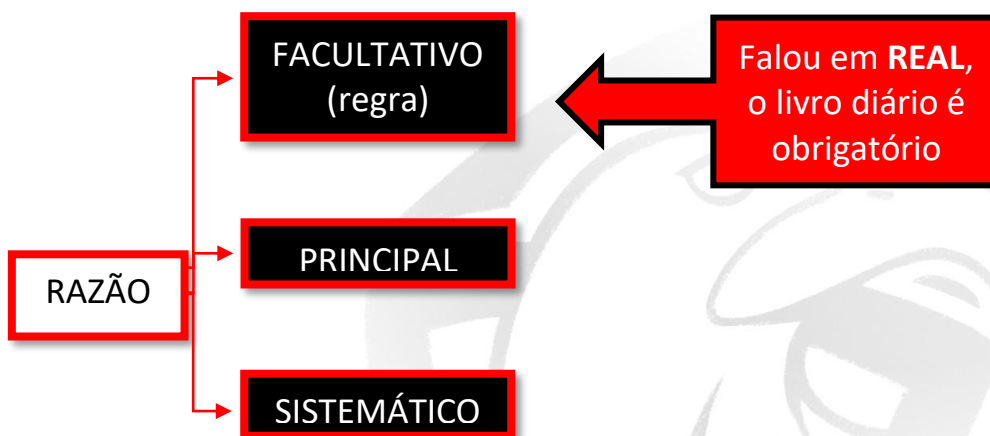 FACULTATIVO
(regra)
Falou em REAL,
o livro diário é
obrigatório
PRINCIPAL
RAZÃO
SISTEMÁTICO